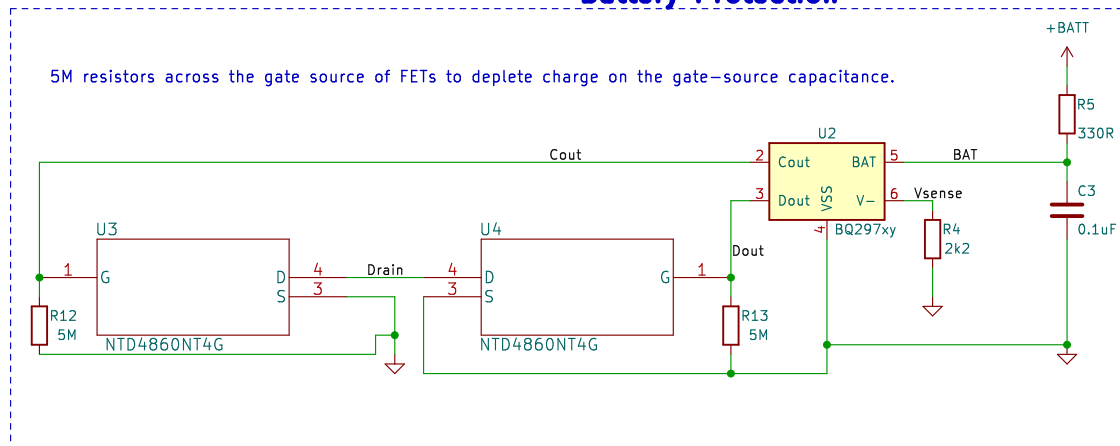 Battery Protection
+BATT
5M resistors across the gate source of FETs to deplete charge on the gate-source capacitance.
R5
330R
U2
Cout
2
Cout
BAT
5
BAT
3
Dout
VSS
V-
6
Vsense
C3
0.1uF
4
BQ297xy
R4
2k2
U3
U4
Dout
1
G
D
4
Drain
4
D
G
1
S
3
3
S
R12
5M
R13
5M
NTD4860NT4G
NTD4860NT4G